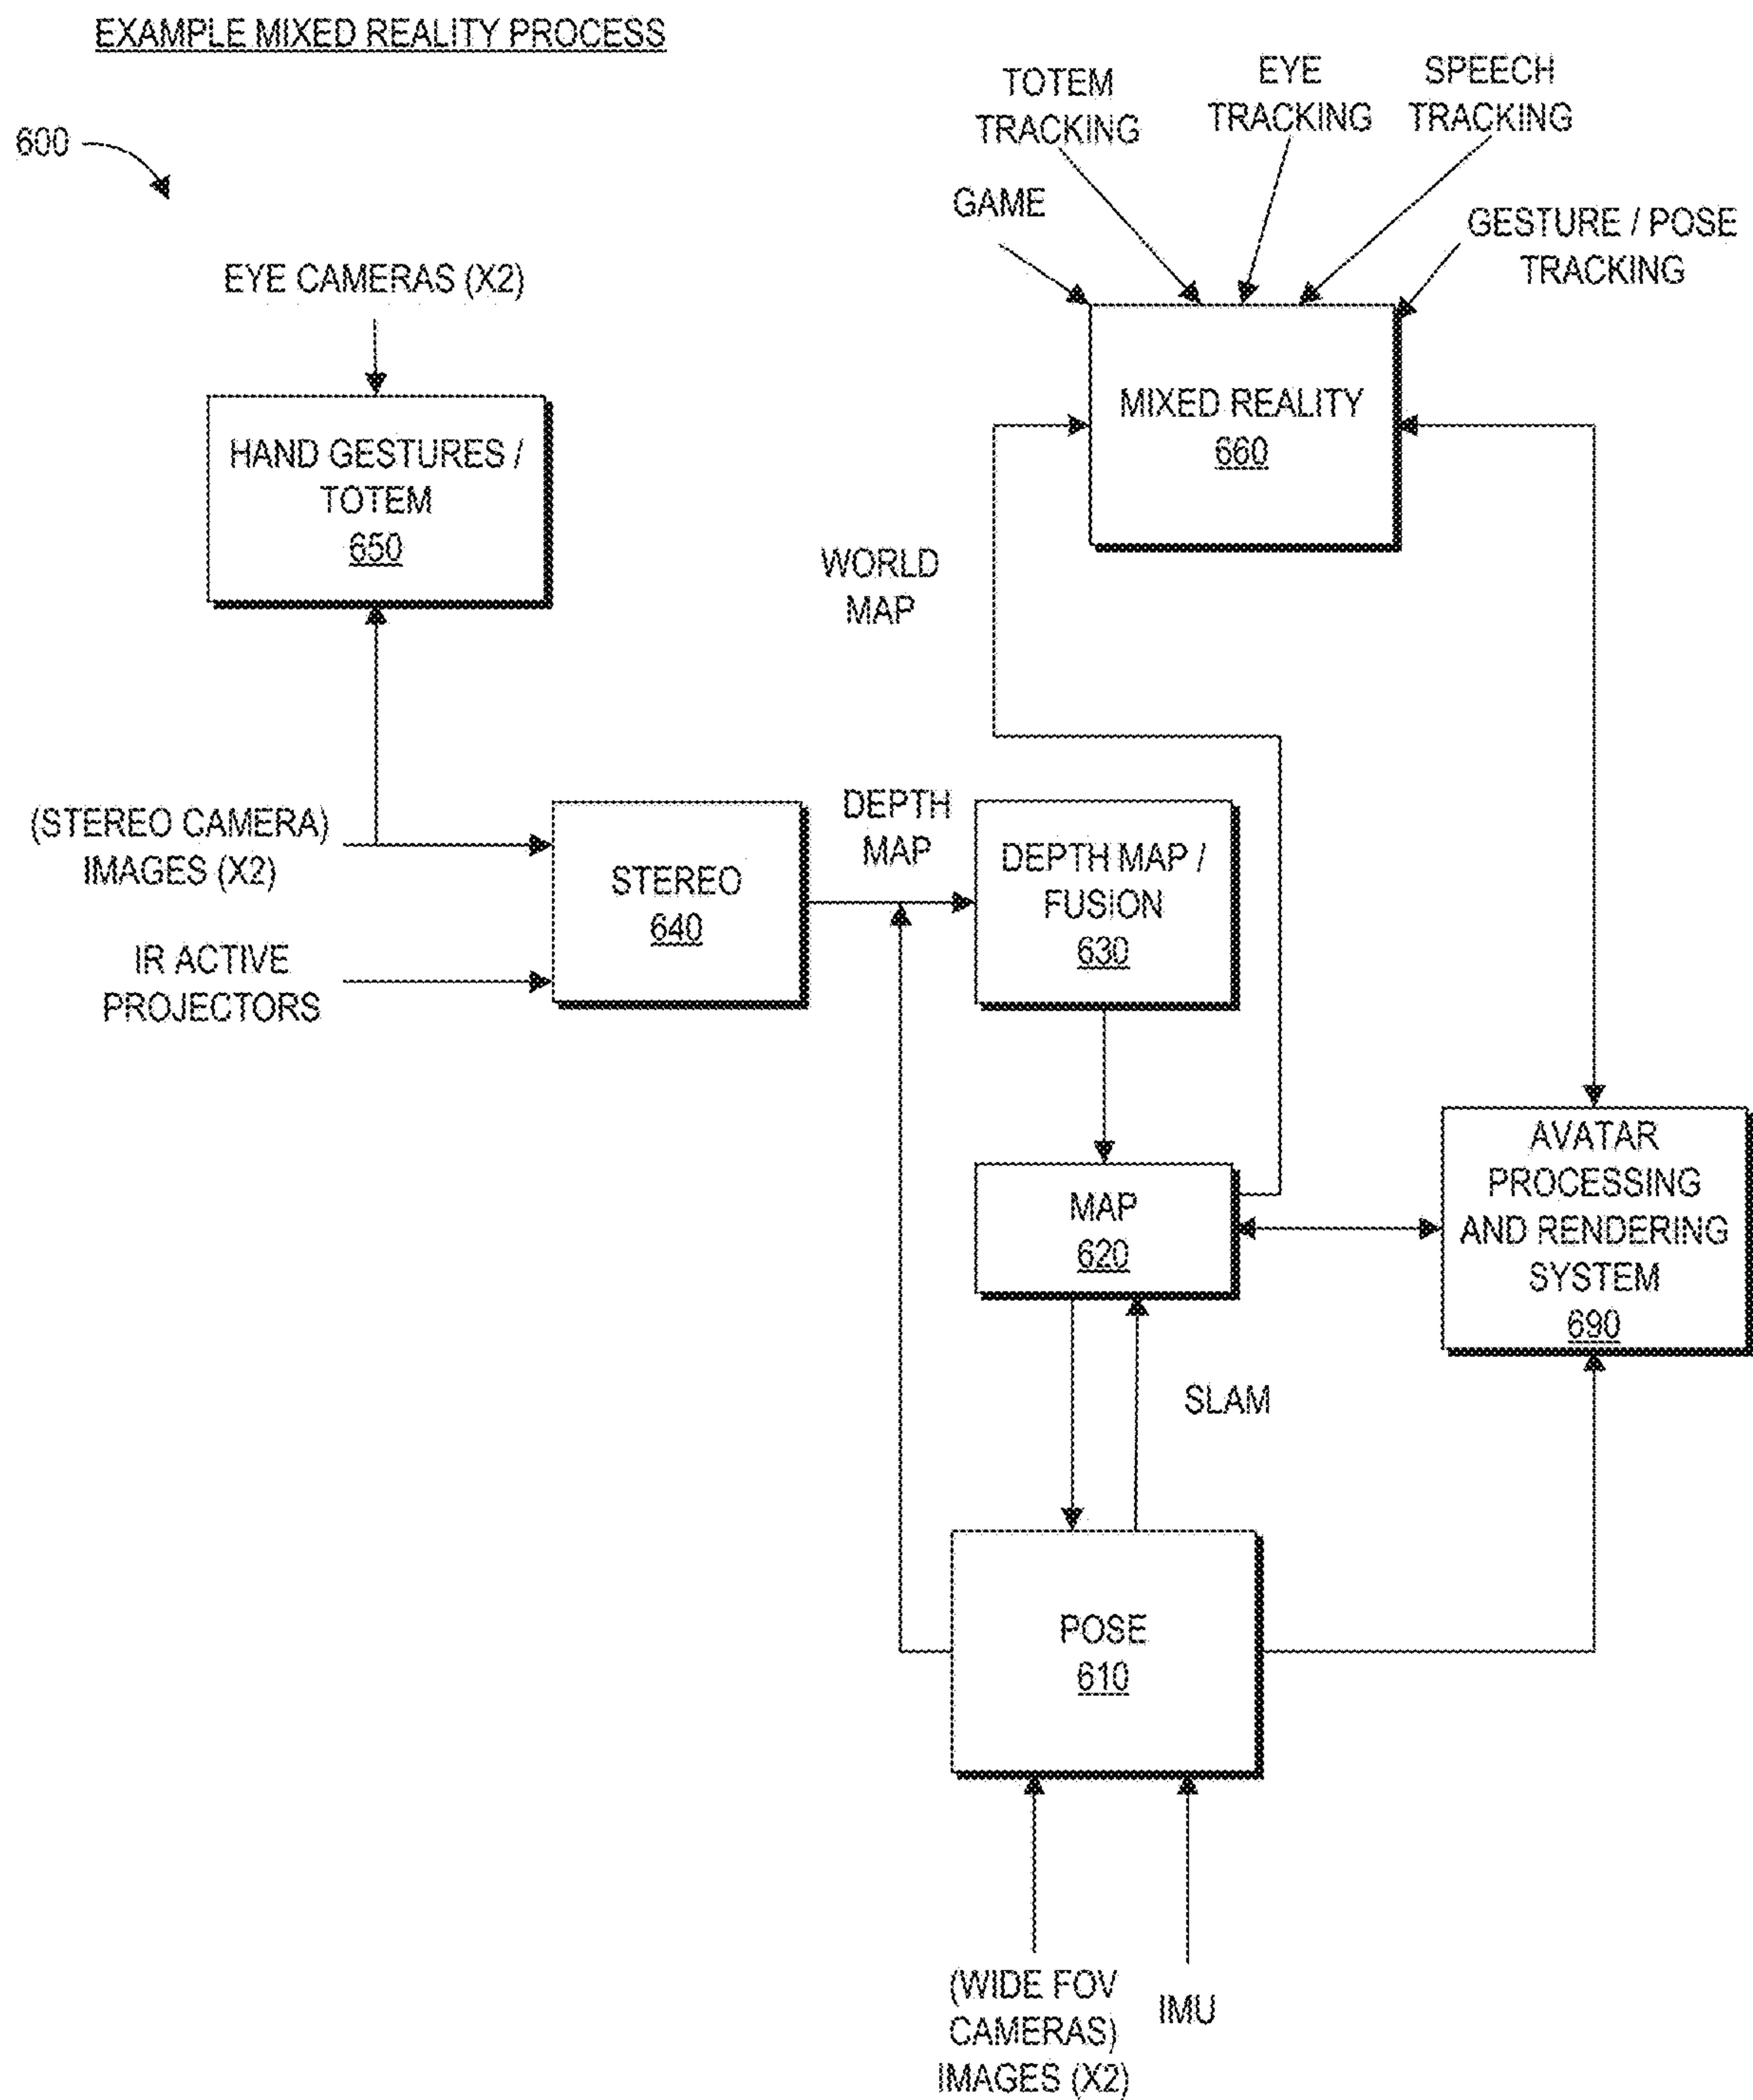 EXAMPLE MIXED REALITY PROCESS
600
TOTEM
TRACKING
EYE
TRACKING
SPEECH
TRACKING
GAME
GESTURE / POSE
TRACKING
EYE CAMERAS (X2)
HAND GESTURES /
TOTEM
650
MIXED REALITY
660
WORLD
MAP
(STEREO CAMERA)
IMAGES (X2)
IR ACTIVE
PROJECTORS
STEREO
640
DEPTH
MAP
DEPTH MAP /
FUSION
630
MAP
620
AVATAR
PROCESSING
AND RENDERING
SYSTEM
690
SLAM
POSE
610
(WIDE FOV
CAMERAS)
IMAGES (X2)
IMU